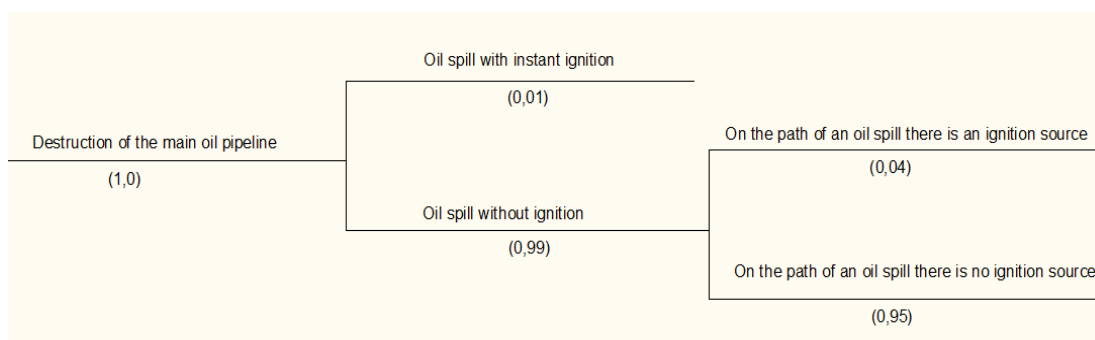 Oil spill with instant ignition
(0,01)
Destruction of the main oil pipeline
(1,0)
On the path of an oil spill there is an ignition source
(0,04)
Oil spill without ignition
(0,99)
On the path of an oil spill there is no ignition source
(0,95)